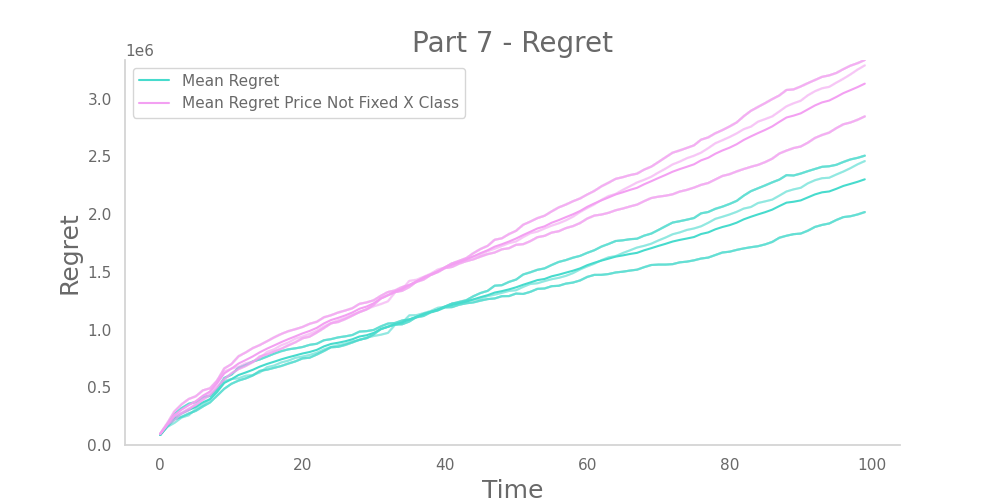 Part 7 - Regret
1e6
Mean Regret
Mean Regret Price Not Fixed X Class
3.0
2.5
2.0
1.5
1.0
0.5
0.0
Regret
0 20 40 60 80 100
Time